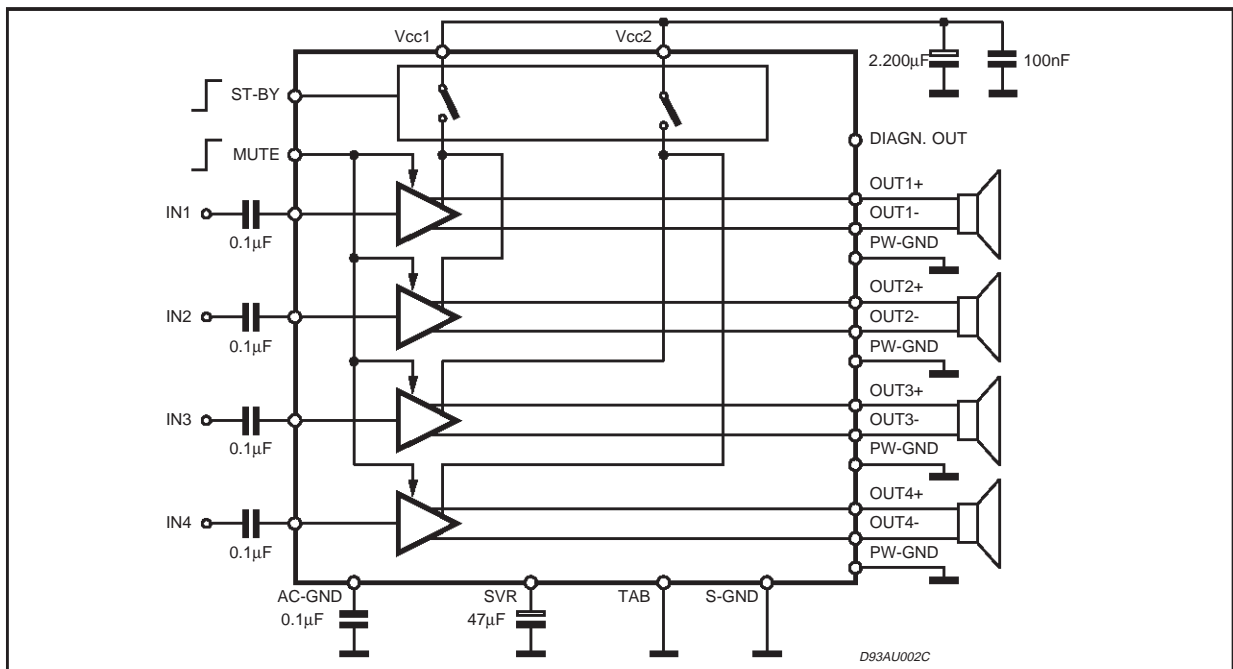 Vcc1
Vcc2
2.200μF
100nF
ST-BY
DIAGN. OUT
MUTE
OUT1+
IN1
OUT1-
0.1μF
PW-GND
OUT2+
IN2
OUT2-
0.1μF
PW-GND
OUT3+
IN3
OUT3-
0.1μF
PW-GND
OUT4+
IN4
OUT4-
0.1μF
PW-GND
AC-GND
SVR
TAB
S-GND
0.1μF
47μF
D93AU002C